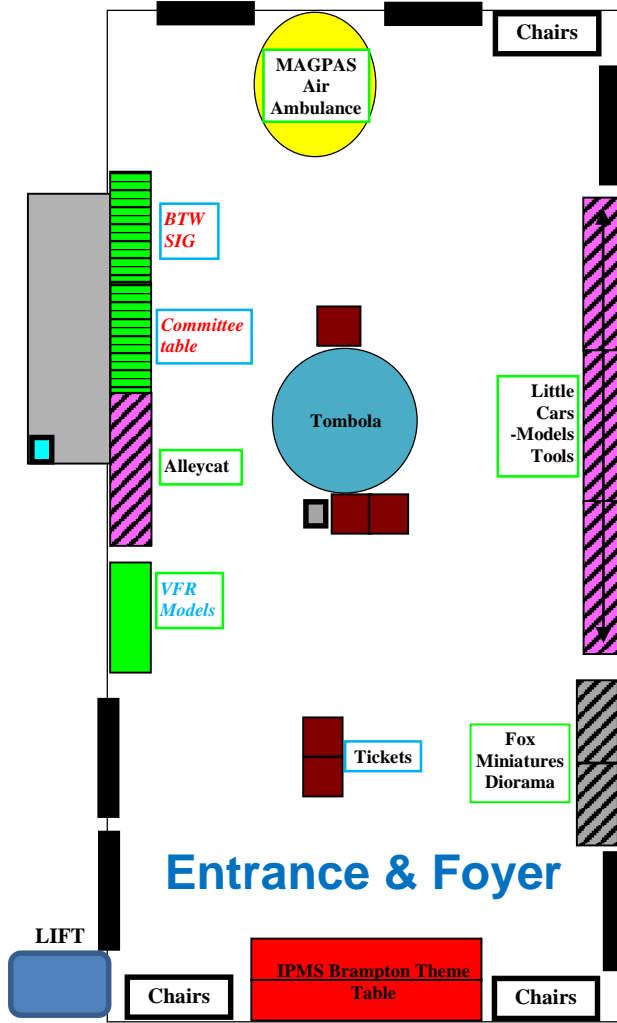 Chairs
MAGPAS
Air
Ambulance
BTW
SIG
Committee
table
Little
Cars
-Models
Tools
Tombola
Alleycat
VFR
Models
Tickets
Fox
Miniatures
Diorama
Entrance & Foyer
LIFT
IPMS Brampton Theme
Table
Chairs
Chairs